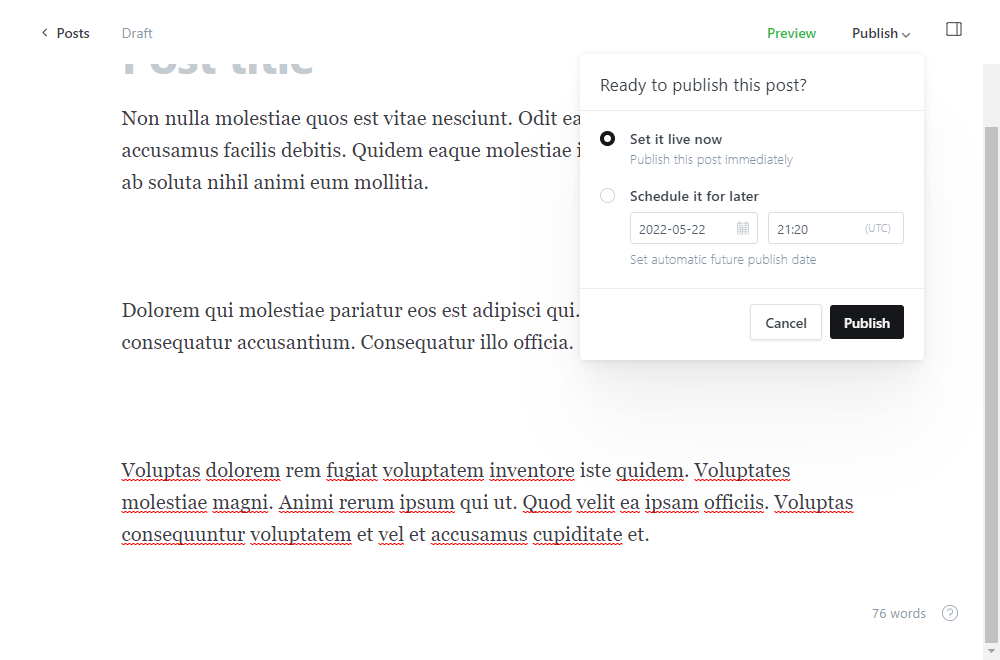 Posts
Draft
Preview
Publish
Post title
Ready to publish this post?
Set it live now
Publish this post immediately
Schedule it for later
2022-05-22
21:20
(UTC)
Set automatic future publish date
Cancel
Publish
Non nulla molestiae quos est vitae nesciunt. Odit ea
accusamus facilis debitis. Quidem eaque molestiae
ab soluta nihil animi eum mollitia.
Dolorem qui molestiae pariatur eos est adipisci qui.
consequatur accusantium. Consequatur illo officia.
Voluptas dolorem rem fugiat voluptatem inventore iste quidem. Voluptates
molestiae magni. Animi rerum ipsum qui ut. Quod velit ea ipsam officiis. Voluptas
consequuntur voluptatem et vel et accusamus cupiditate et.
76 words
?